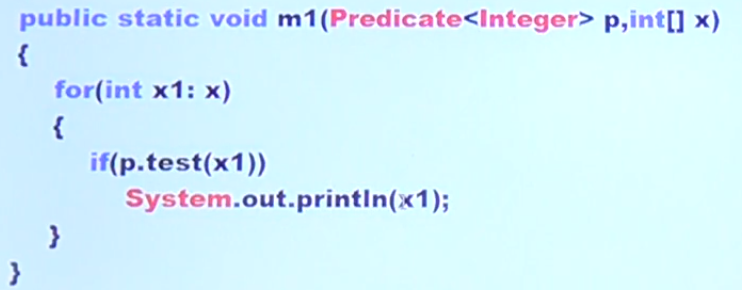 public static void m1(Predicate<Integer> p,int[] x)
{
for(int x1: x)
{
if(p.test(x1))
System.out.println(x1);
}
}